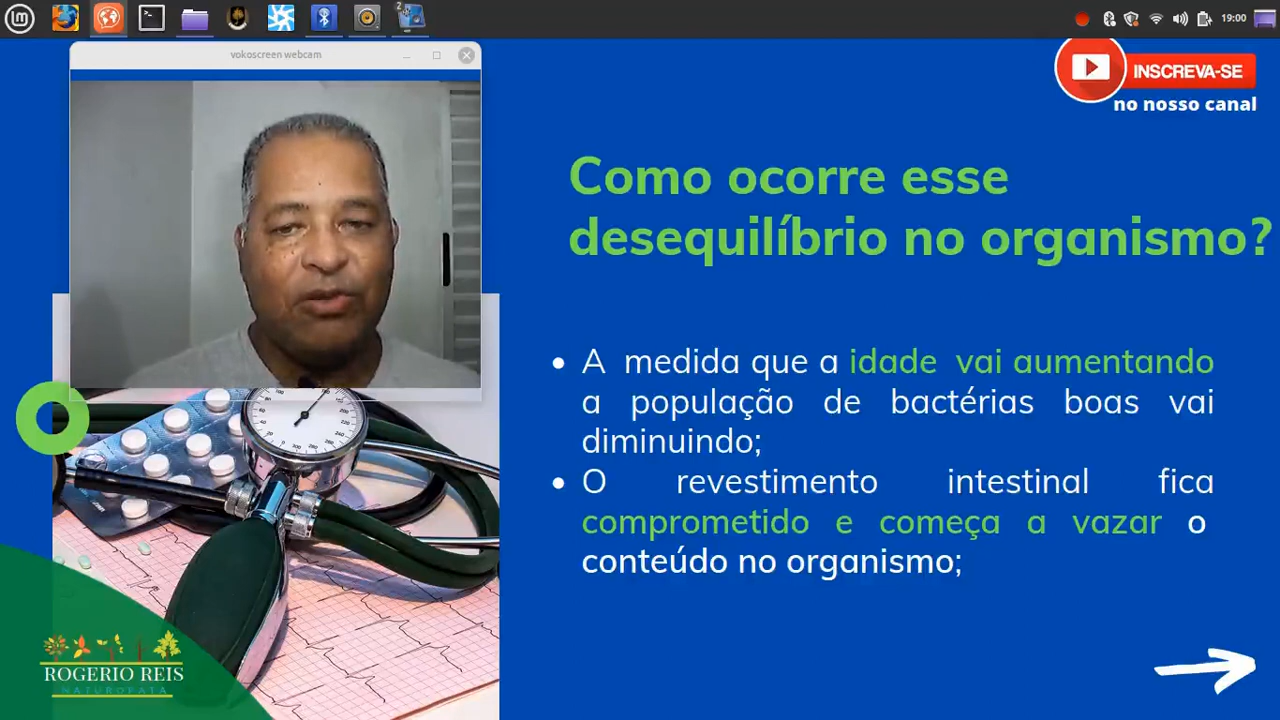 19:00
vokoscreen webcam
INSCREVA-SE
no nosso canal
Como ocorre esse
desequilíbrio no organismo?
A medida que a idade vai aumentando
a população de bactérias boas vai
diminuindo;
O revestimento intestinal fica
comprometido e começa a vazar o
conteúdo no organismo;
ROGERIO REIS
NATUROPATA